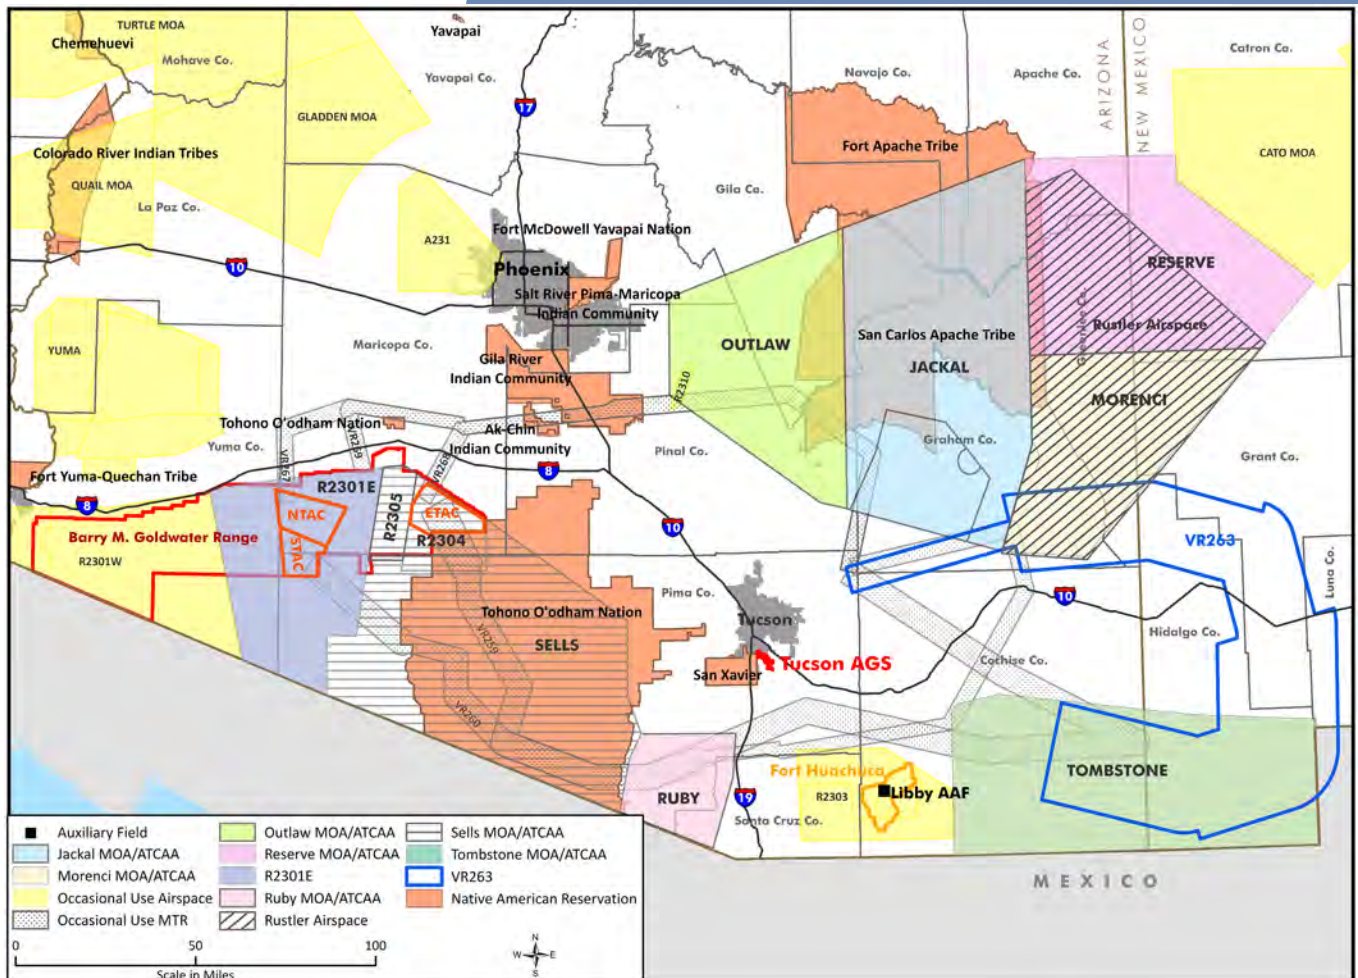 TURTLE MOA
Chemehuevi
Mohave Co.
Yavapai
Yavapai Co.
17
GLADDEN MOA
Navajo Co.
Apache Co.
ARIZONA
NEW MEXICO
Catron Co.
Colorado River Indian Tribes
QUAIL MOA
La Paz Co.
Fort Apache Tribe
CATO MOA
Gila Co.
A231
10
Fort McDowell Yavapai Nation
Phoenix
Salt River Pima-Maricopa
Indian Community
RESERVE
Rustler Airspace
Greenlee Co.
YUMA
Maricopa Co.
OUTLAW
San Carlos Apache Tribe
JACKAL
Gila River
Indian Community
R2310
MORENCI
Tohono O'odham Nation
Yuma Co.
VR267
VR269
VR268
Ak-Chin
Indian Community
Pinal Co.
Graham Co.
Grant Co.
Fort Yuma-Quechan Tribe
8
8
R2301E
R2305
NTAC
STAC
ETAC
R2304
10
Barry M. Goldwater Range
R2301W
VR263
Luna Co.
Tohono O'odham Nation
SELLS
VR259
VR260
Pima Co.
Tucson
10
Hidalgo Co.
San Xavier
Tucson AGS
Cochise Co.
RUBY
19
Fort Huachuca
R2303
Libby AAF
Santa Cruz Co.
TOMBSTONE
MEXICO
Auxiliary Field
Jackal MOA/ATCAA
Morenci MOA/ATCAA
Occasional Use Airspace
Occasional Use MTR
Outlaw MOA/ATCAA
Reserve MOA/ATCAA
R2301E
Ruby MOA/ATCAA
Rustler Airspace
Sells MOA/ATCAA
Tombstone MOA/ATCAA
VR263
Native American Reservation
0 50 100
Scale in Miles
N
W E
S